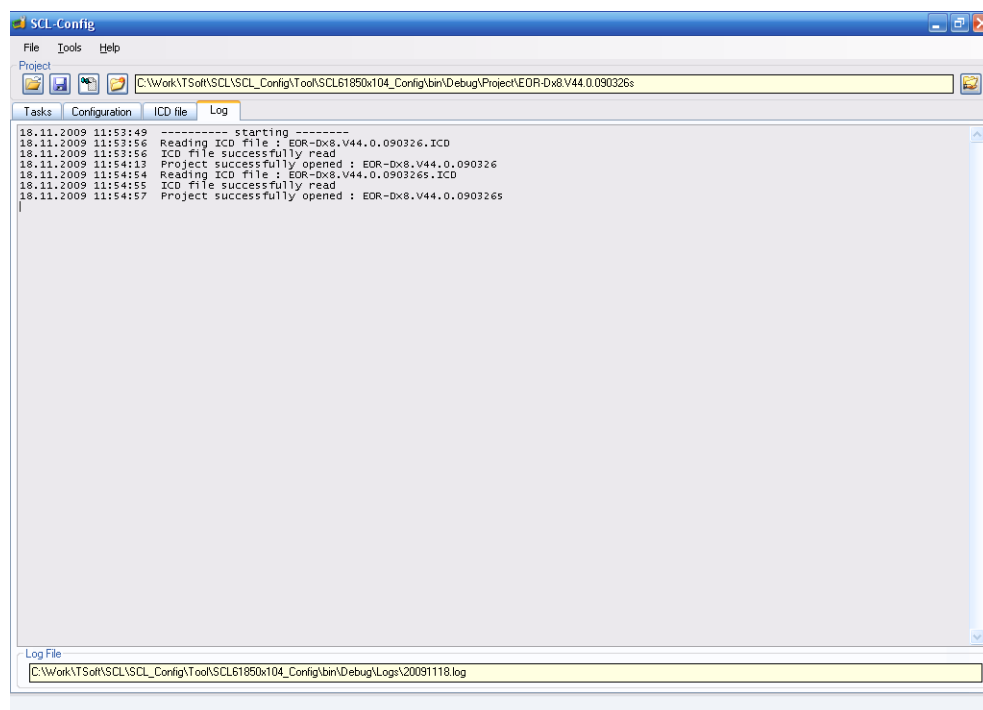 SCL-Config
File Tools Help
Project
C:\Work\TSoft\SCL\SCL_Config\Tool\SCL61850x104_Config\bin\Debug\Project\EOR-Dx8.V44.0.090326s
Tasks Configuration ICD file Log
18.11.2009 11:53:49 ---------- starting --------
18.11.2009 11:53:56 Reading ICD file : EOR-Dx8.V44.0.090326.ICD
18.11.2009 11:53:56 ICD file successfully read
18.11.2009 11:54:13 Project successfully opened : EOR-Dx8.V44.0.090326
18.11.2009 11:54:54 Reading ICD file : EOR-Dx8.V44.0.090326s.ICD
18.11.2009 11:54:55 ICD file successfully read
18.11.2009 11:54:57 Project successfully opened : EOR-Dx8.V44.0.090326s
Log File
C:\Work\TSoft\SCL\SCL_Config\Tool\SCL61850x104_Config\bin\Debug\Logs\20091118.log